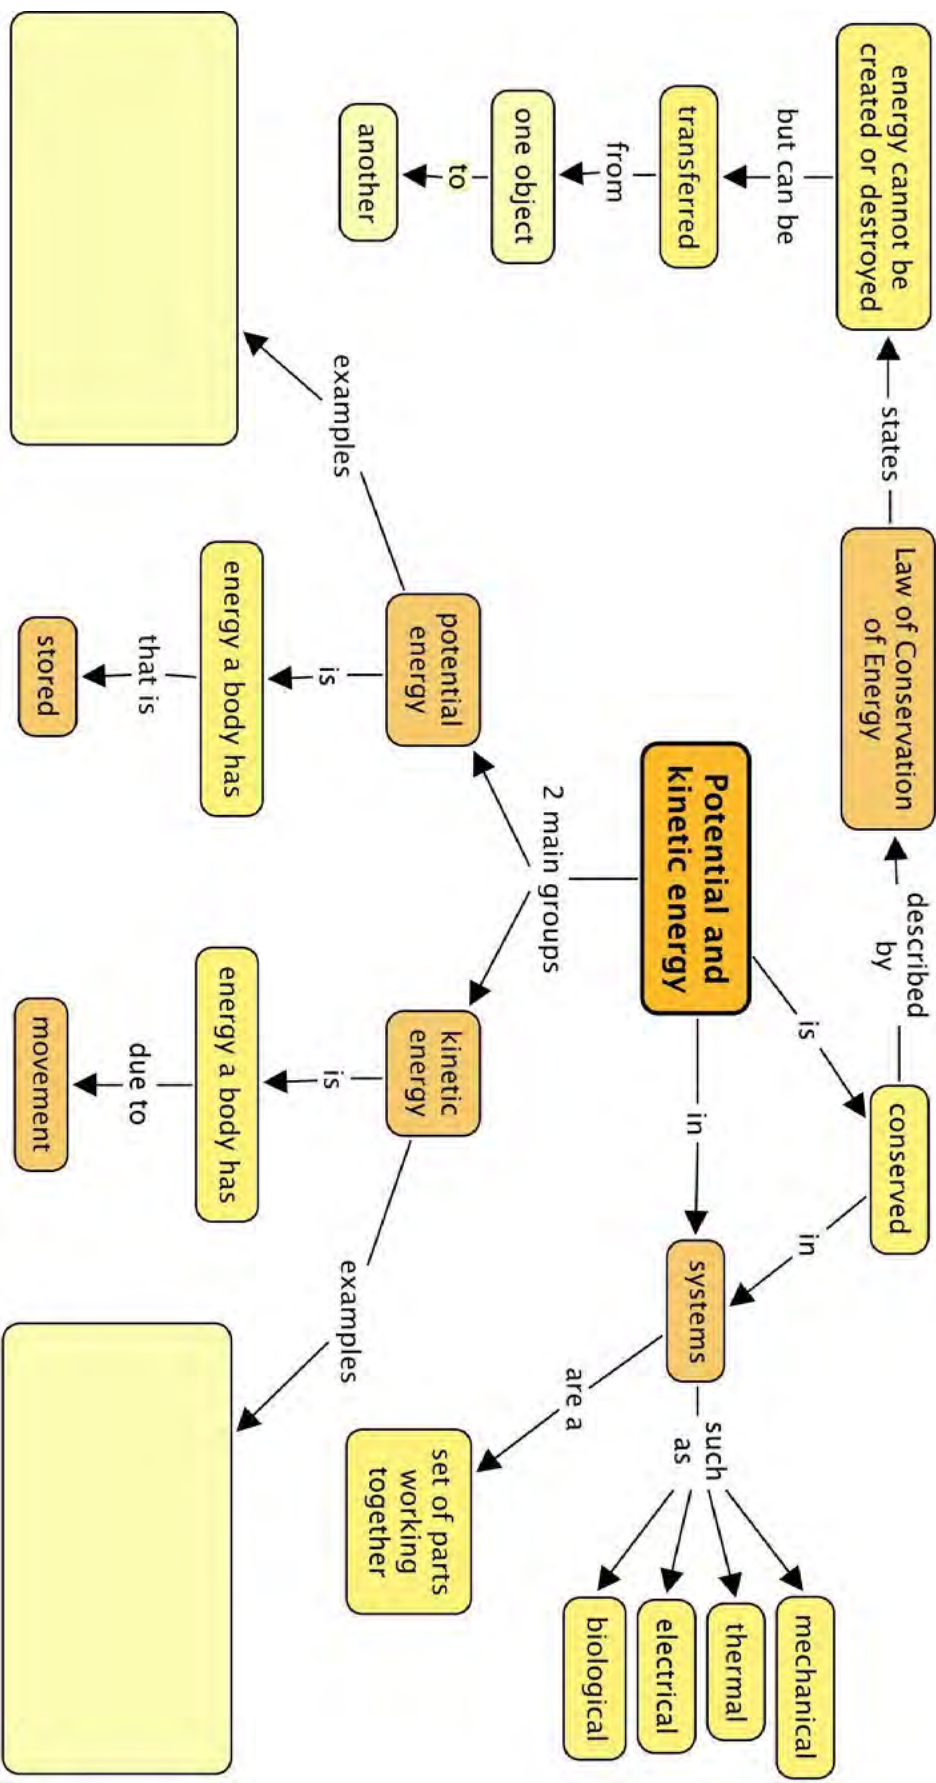 energy cannot be
created or destroyed
states
Law of Conservation
of Energy
described
by
conserved
but can be
transferred
from
one object
to
another
is
in
Potential and
kinetic energy
in
systems
such
as
mechanical
thermal
electrical
biological
are a
set of parts
working
together
2 main groups
potential
energy
is
energy a body has
that is
stored
examples
kinetic
energy
is
energy a body has
due to
movement
examples